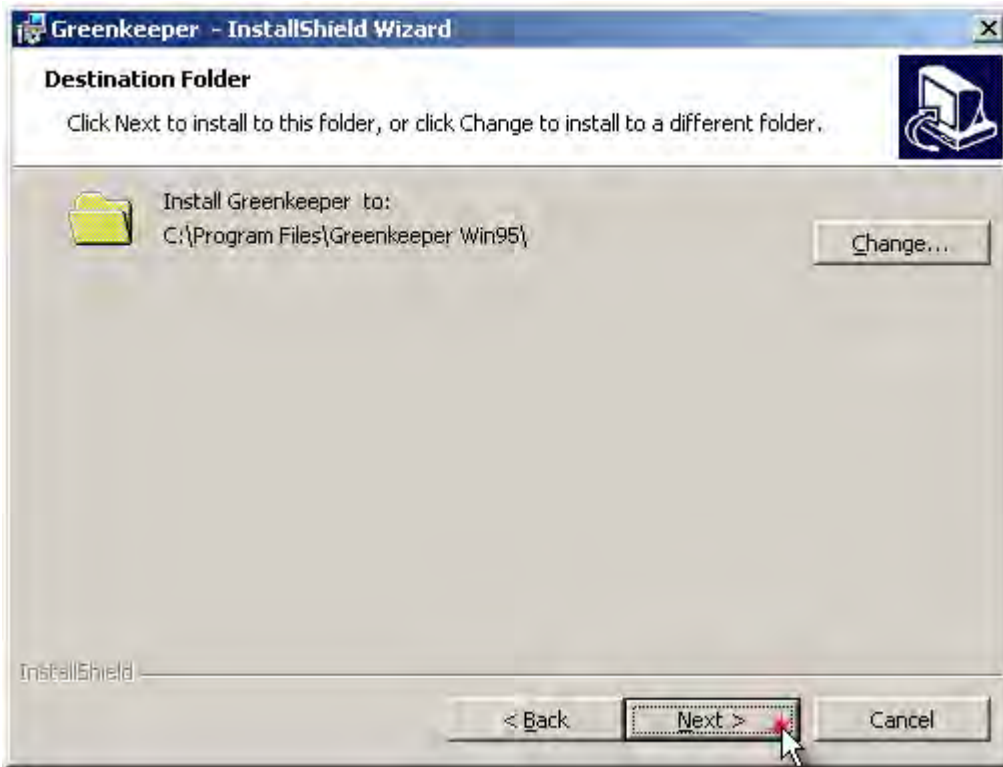 Greenkeeper - InstallShield Wizard
Destination Folder
Click Next to install to this folder, or click Change to install to a different folder.
Install Greenkeeper to:
C:\Program Files\Greenkeeper Win95\
Change...
InstallShield
< Back
Next >
Cancel